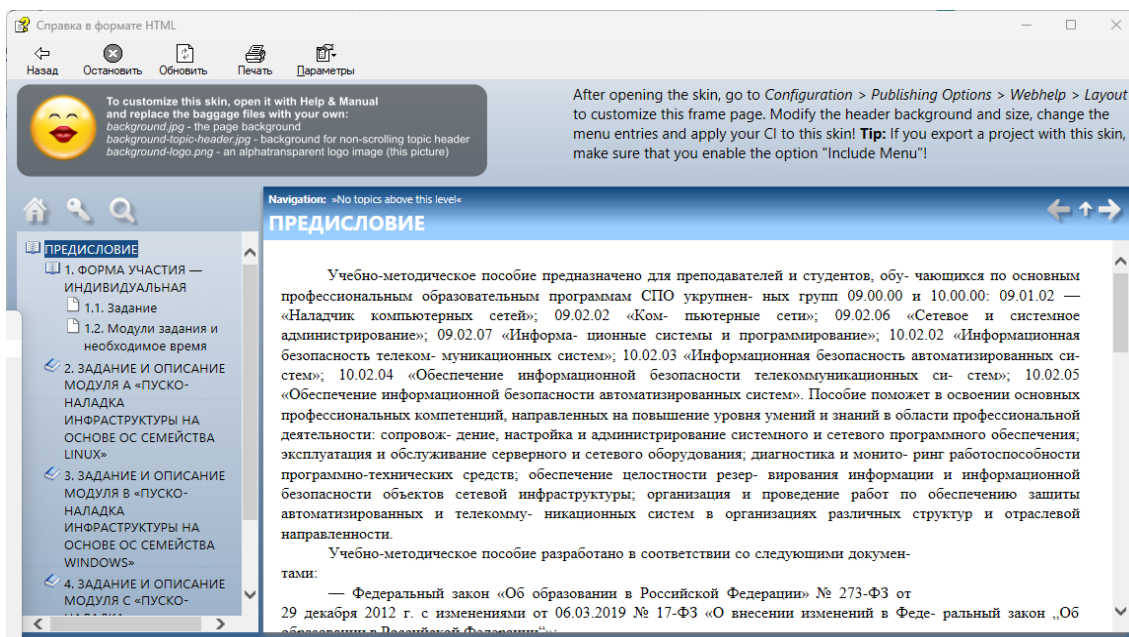 Справка в формате HTML
Назад Остановить Обновить Печать Параметры
To customize this skin, open it with Help & Manual
and replace the baggage files with your own:
background.jpg - the page background
background-topic-header.jpg - background for non-scrolling topic header
background-logo.png - an alphatransparent logo image (this picture)
After opening the skin, go to Configuration > Publishing Options > Webhelp > Layout
to customize this frame page. Modify the header background and size, change the
menu entries and apply your CI to this skin! Tip: If you export a project with this skin,
make sure that you enable the option "Include Menu"!
ПРЕДИСЛОВИЕ
1. ФОРМА УЧАСТИЯ —
ИНДИВИДУАЛЬНАЯ
1.1. Задание
1.2. Модули задания и
необходимое время
2. ЗАДАНИЕ И ОПИСАНИЕ
МОДУЛЯ А «ПУСКО-
НАЛАДКА
ИНФРАСТРУКТУРЫ НА
ОСНОВЕ ОС СЕМЕЙСТВА
LINUX»
3. ЗАДАНИЕ И ОПИСАНИЕ
МОДУЛЯ В «ПУСКО-
НАЛАДКА
ИНФРАСТРУКТУРЫ НА
ОСНОВЕ ОС СЕМЕЙСТВА
WINDOWS»
4. ЗАДАНИЕ И ОПИСАНИЕ
МОДУЛЯ С «ПУСКО-
Navigation: »No topics above this level«
ПРЕДИСЛОВИЕ
Учебно-методическое пособие предназначено для преподавателей и студентов, обу- чающихся по основным
профессиональным образовательным программам СПО укрупнен- ных групп 09.00.00 и 10.00.00: 09.01.02 —
«Наладчик компьютерных сетей»; 09.02.02 «Ком- пьютерные сети»; 09.02.06 «Сетевое и системное
администрирование»; 09.02.07 «Информа- ционные системы и программирование»; 10.02.02 «Информационная
безопасность телеком- муникационных систем»; 10.02.03 «Информационная безопасность автоматизированных си-
стем»; 10.02.04 «Обеспечение информационной безопасности телекоммуникационных си- стем»; 10.02.05
«Обеспечение информационной безопасности автоматизированных систем». Пособие поможет в освоении основных
профессиональных компетенций, направленных на повышение уровня умений и знаний в области профессиональной
деятельности: сопровож- дение, настройка и администрирование системного и сетевого программного обеспечения;
эксплуатация и обслуживание серверного и сетевого оборудования; диагностика и монито- ринг работоспособности
программно-технических средств; обеспечение целостности резер- вирования информации и информационной
безопасности объектов сетевой инфраструктуры; организация и проведение работ по обеспечению защиты
автоматизированных и телекомму- никационных систем в организациях различных структур и отраслевой
направленности.
Учебно-методическое пособие разработано в соответствии со следующими докумен-
тами:
— Федеральный закон «Об образовании в Российской Федерации» № 273-ФЗ от
29 декабря 2012 г. с изменениями от 06.03.2019 № 17-ФЗ «О внесении изменений в Феде- ральный закон „Об
образовании в Российской Федерации“»;